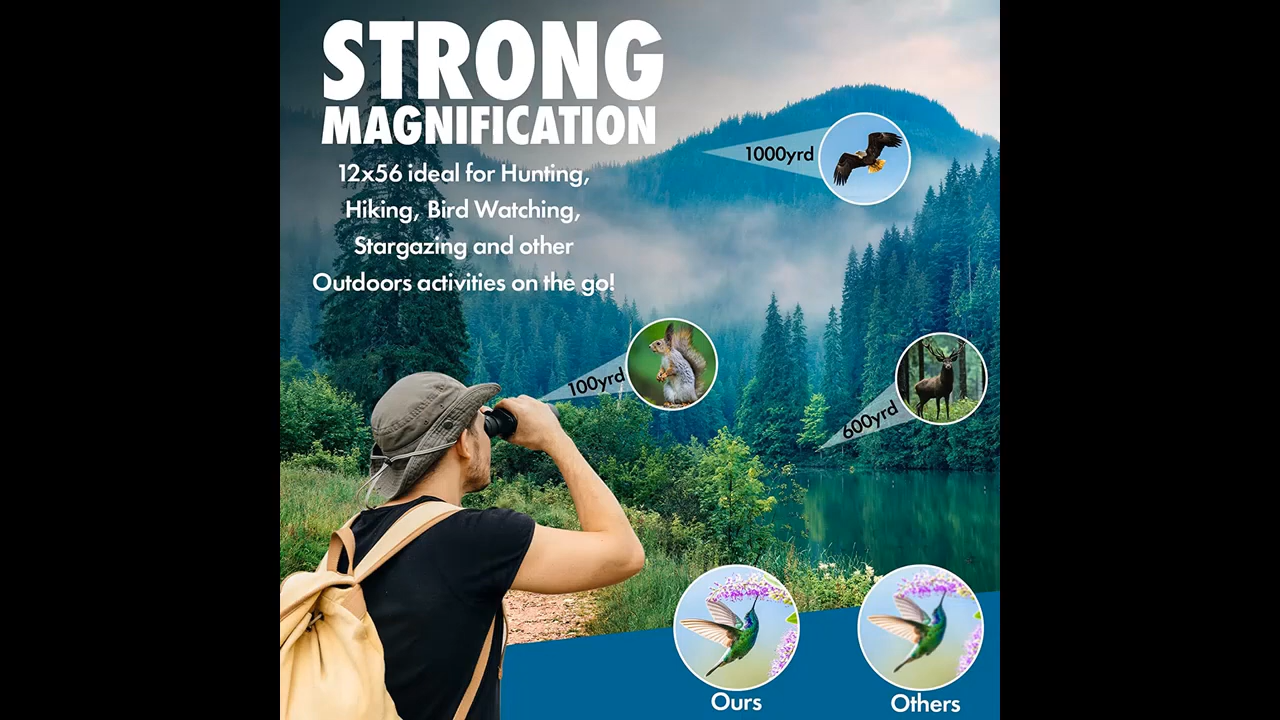 STRONG
MAGNIFICATION
12x56 ideal for Hunting,
Hiking, Bird Watching,
Stargazing and other
Outdoors activities on the go!
1000yrd
100yrd
600yrd
Ours
Others